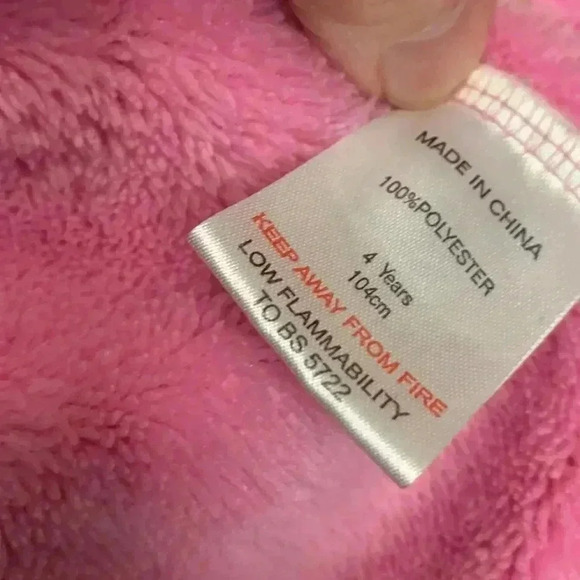 MADE IN CHINA
100%POLYESTER
4 Years
104cm
KEEP AWAY FROM FIRE
LOW FLAMMABILITY
TO BS 5722